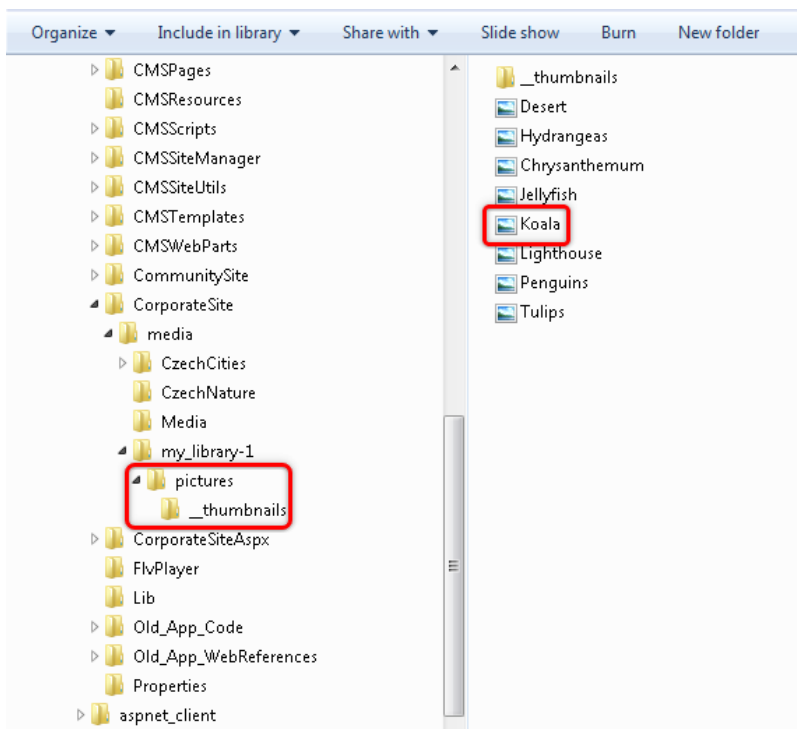 Organize Include in library Share with Slide show Burn New folder
CMSPages
CMSResources
CMSScripts
CMSSiteManager
CMSSiteUtils
CMSTemplates
CMSWebParts
CommunitySite
CorporateSite
media
CzechCities
CzechNature
Media
my_library-1
pictures
__thumbnails
CorporateSiteAspx
FlvPlayer
Lib
Old_App_Code
Old_App_WebReferences
Properties
aspnet_client
__thumbnails
Desert
Hydrangeas
Chrysanthemum
Jellyfish
Koala
Lighthouse
Penguins
Tulips